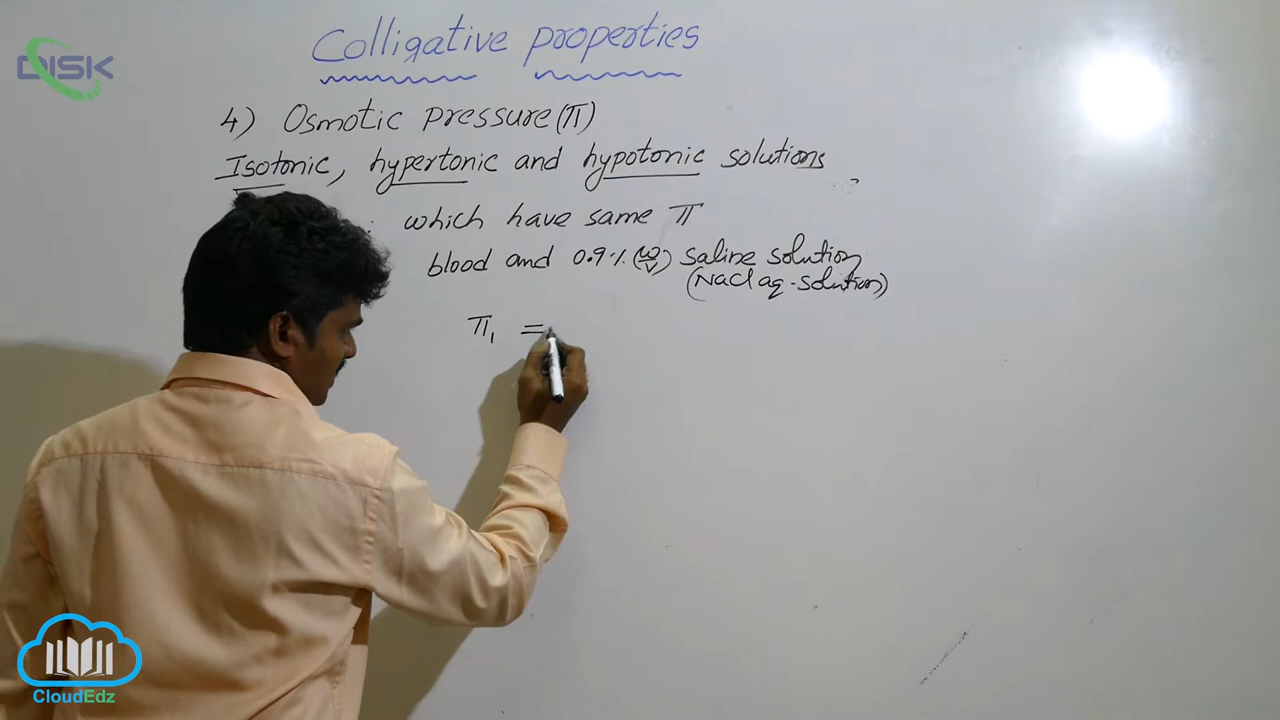 Colligative properties
DISK
4) Osmotic Pressure (π)
Isotonic, hypertonic and hypotonic solutions
: which have same π
blood and 0.9% (w/v) saline solution
(NaCl aq-solution)
π₁ =
CloudEdz